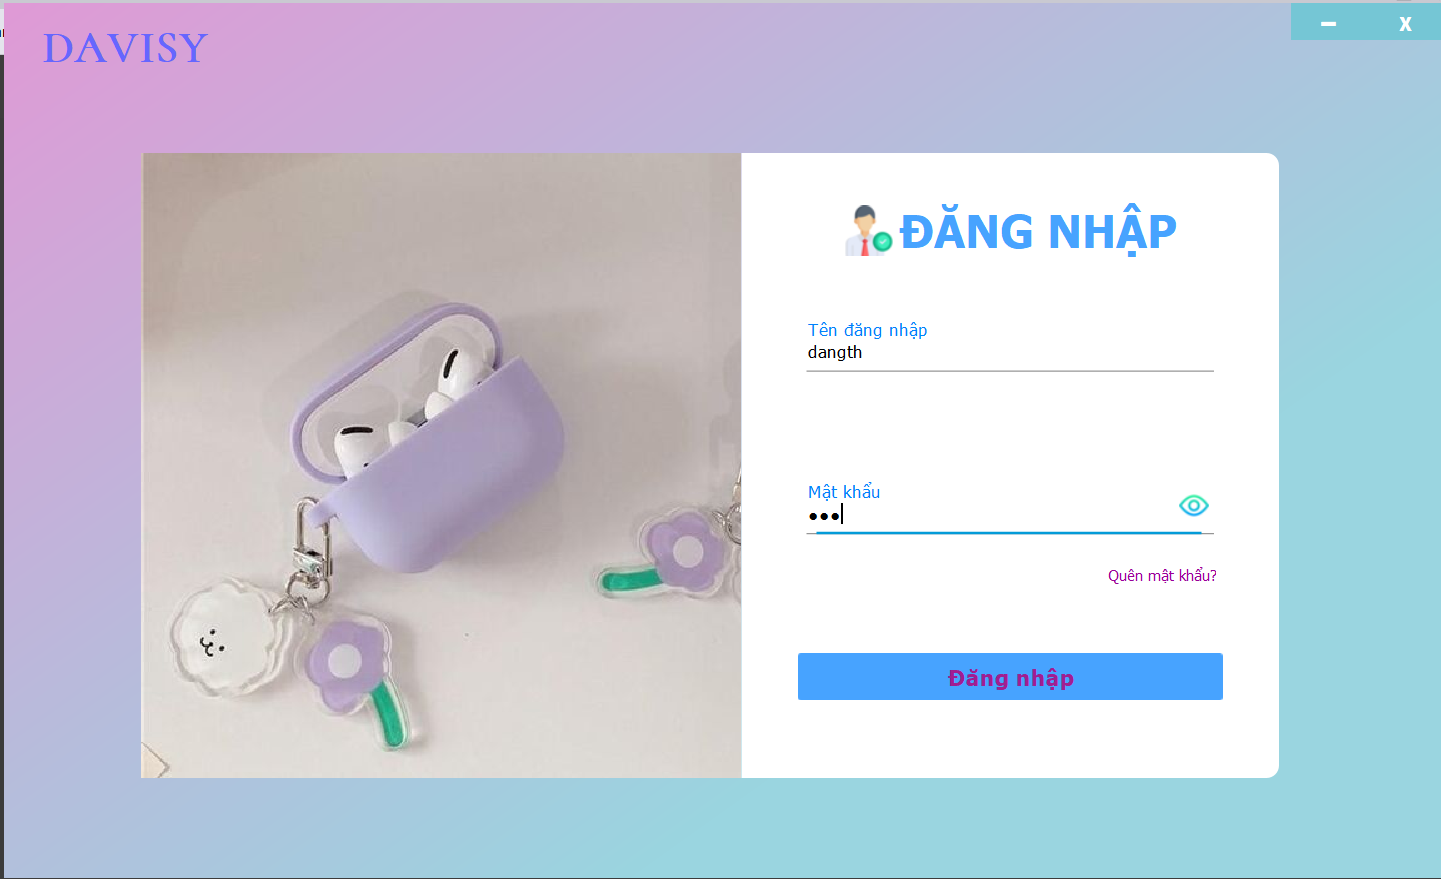 DAVISY
X
ĐĂNG NHẬP
Tên đăng nhập
dangth
Mật khẩu
Quên mật khẩu?
Đăng nhập